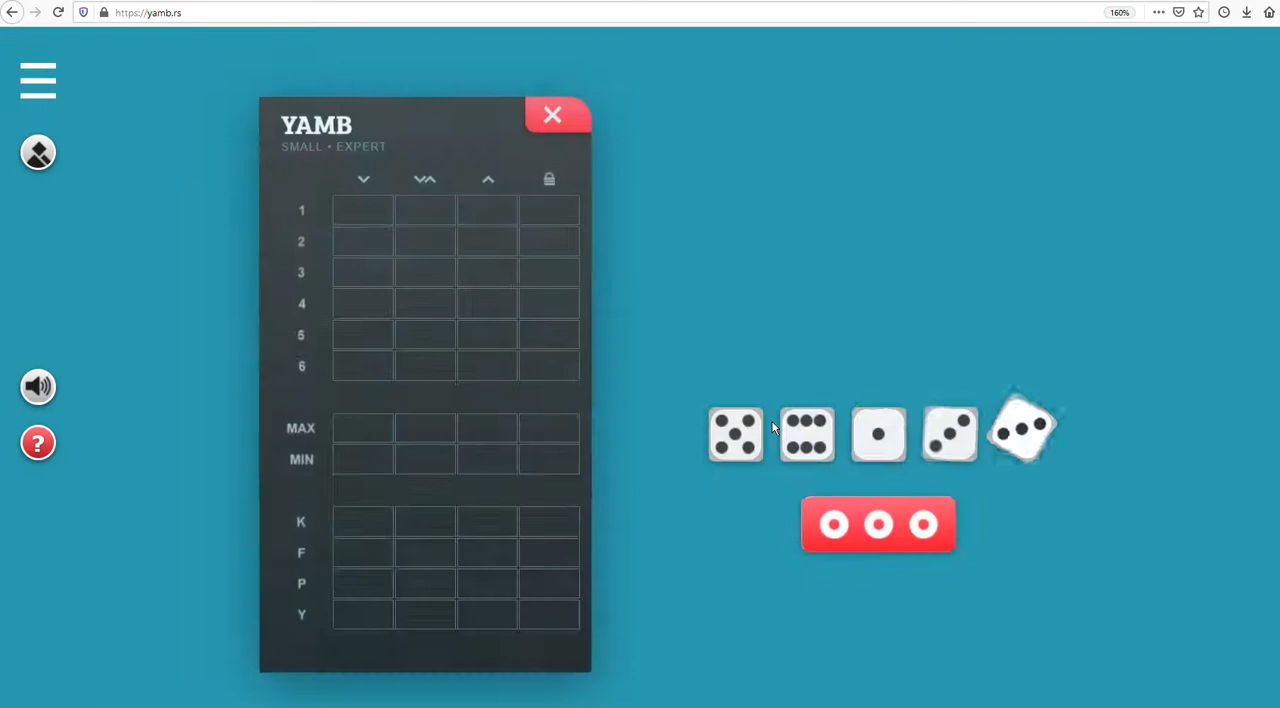 https://yamb.rs
160%
YAMB
SMALL • EXPERT
1
2
3
4
5
6
MAX
MIN
K
F
P
Y
?